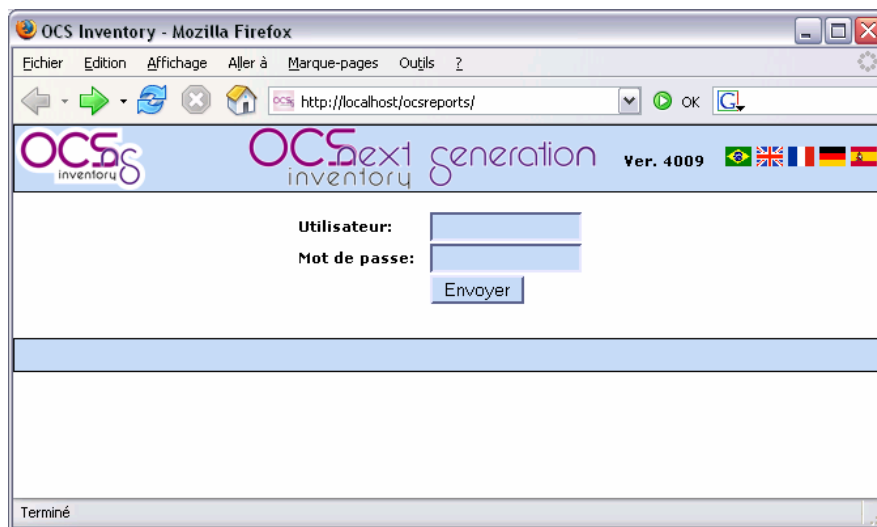 OCS Inventory - Mozilla Firefox
Fichier Edition Affichage Aller à Marque-pages Outils ?
http://localhost/ocsreports/ OK G
OCSng inventory
OCS inventory next generation
Ver. 4009
Utilisateur:
Mot de passe:
Envoyer
Terminé